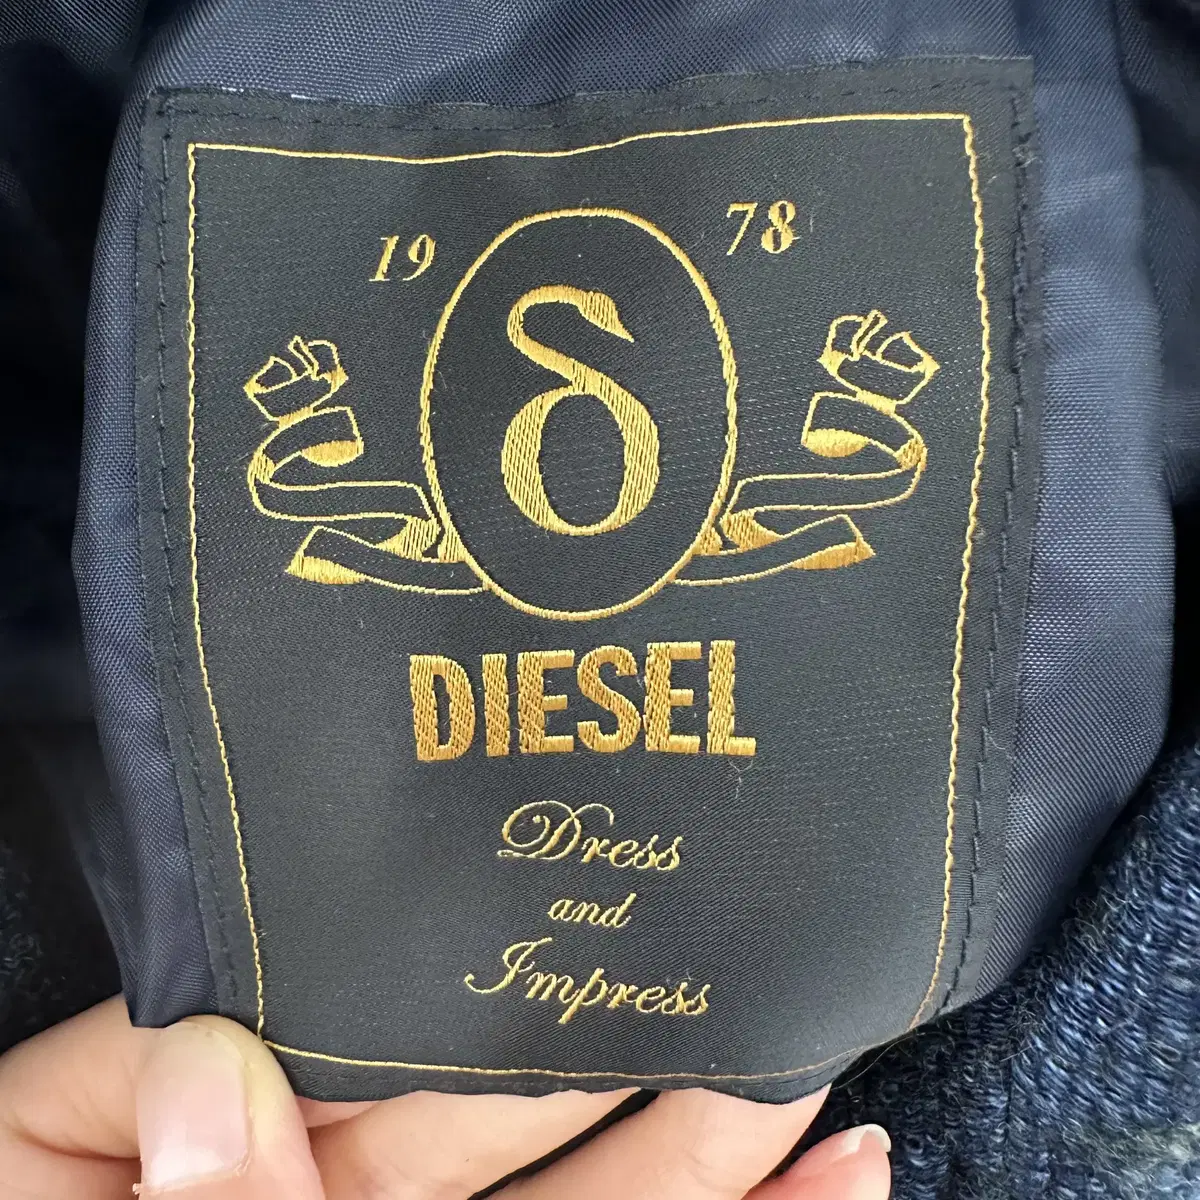 19 78
δ
DIESEL
Dress
and
Impress